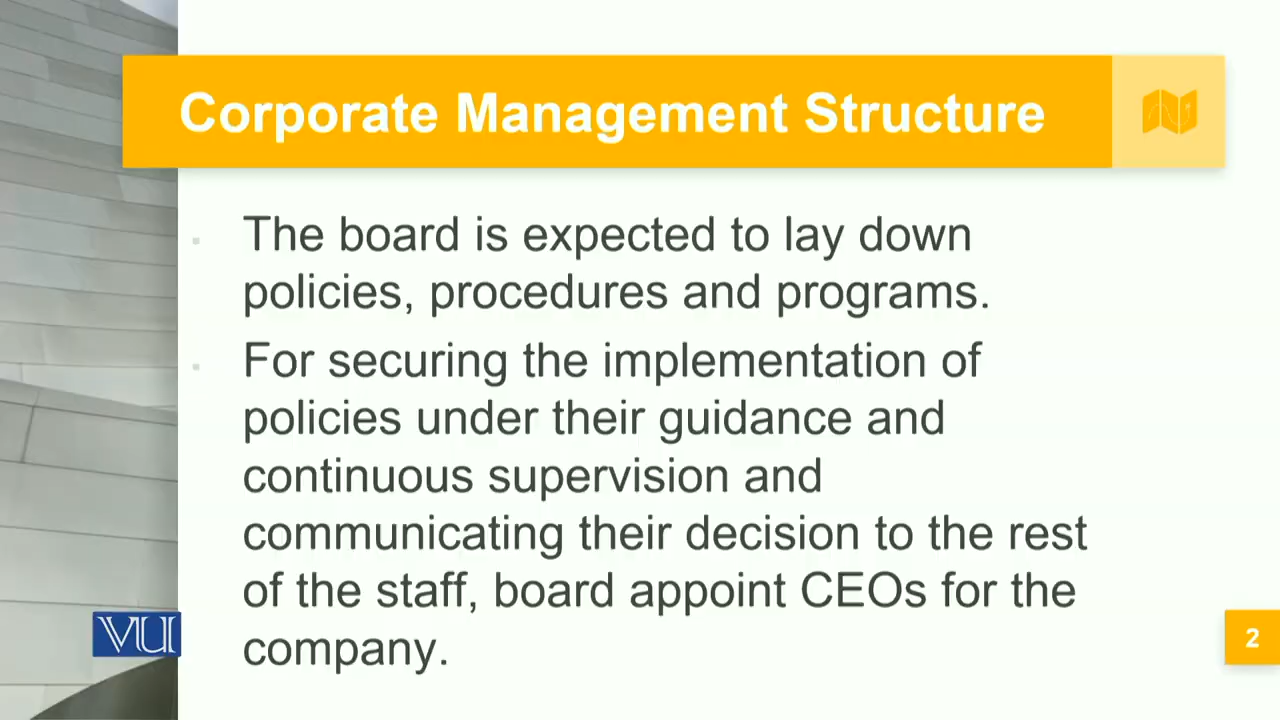 Corporate Management Structure
The board is expected to lay down
policies, procedures and programs.
For securing the implementation of
policies under their guidance and
continuous supervision and
communicating their decision to the rest
of the staff, board appoint CEOs for the
company.
VU
2